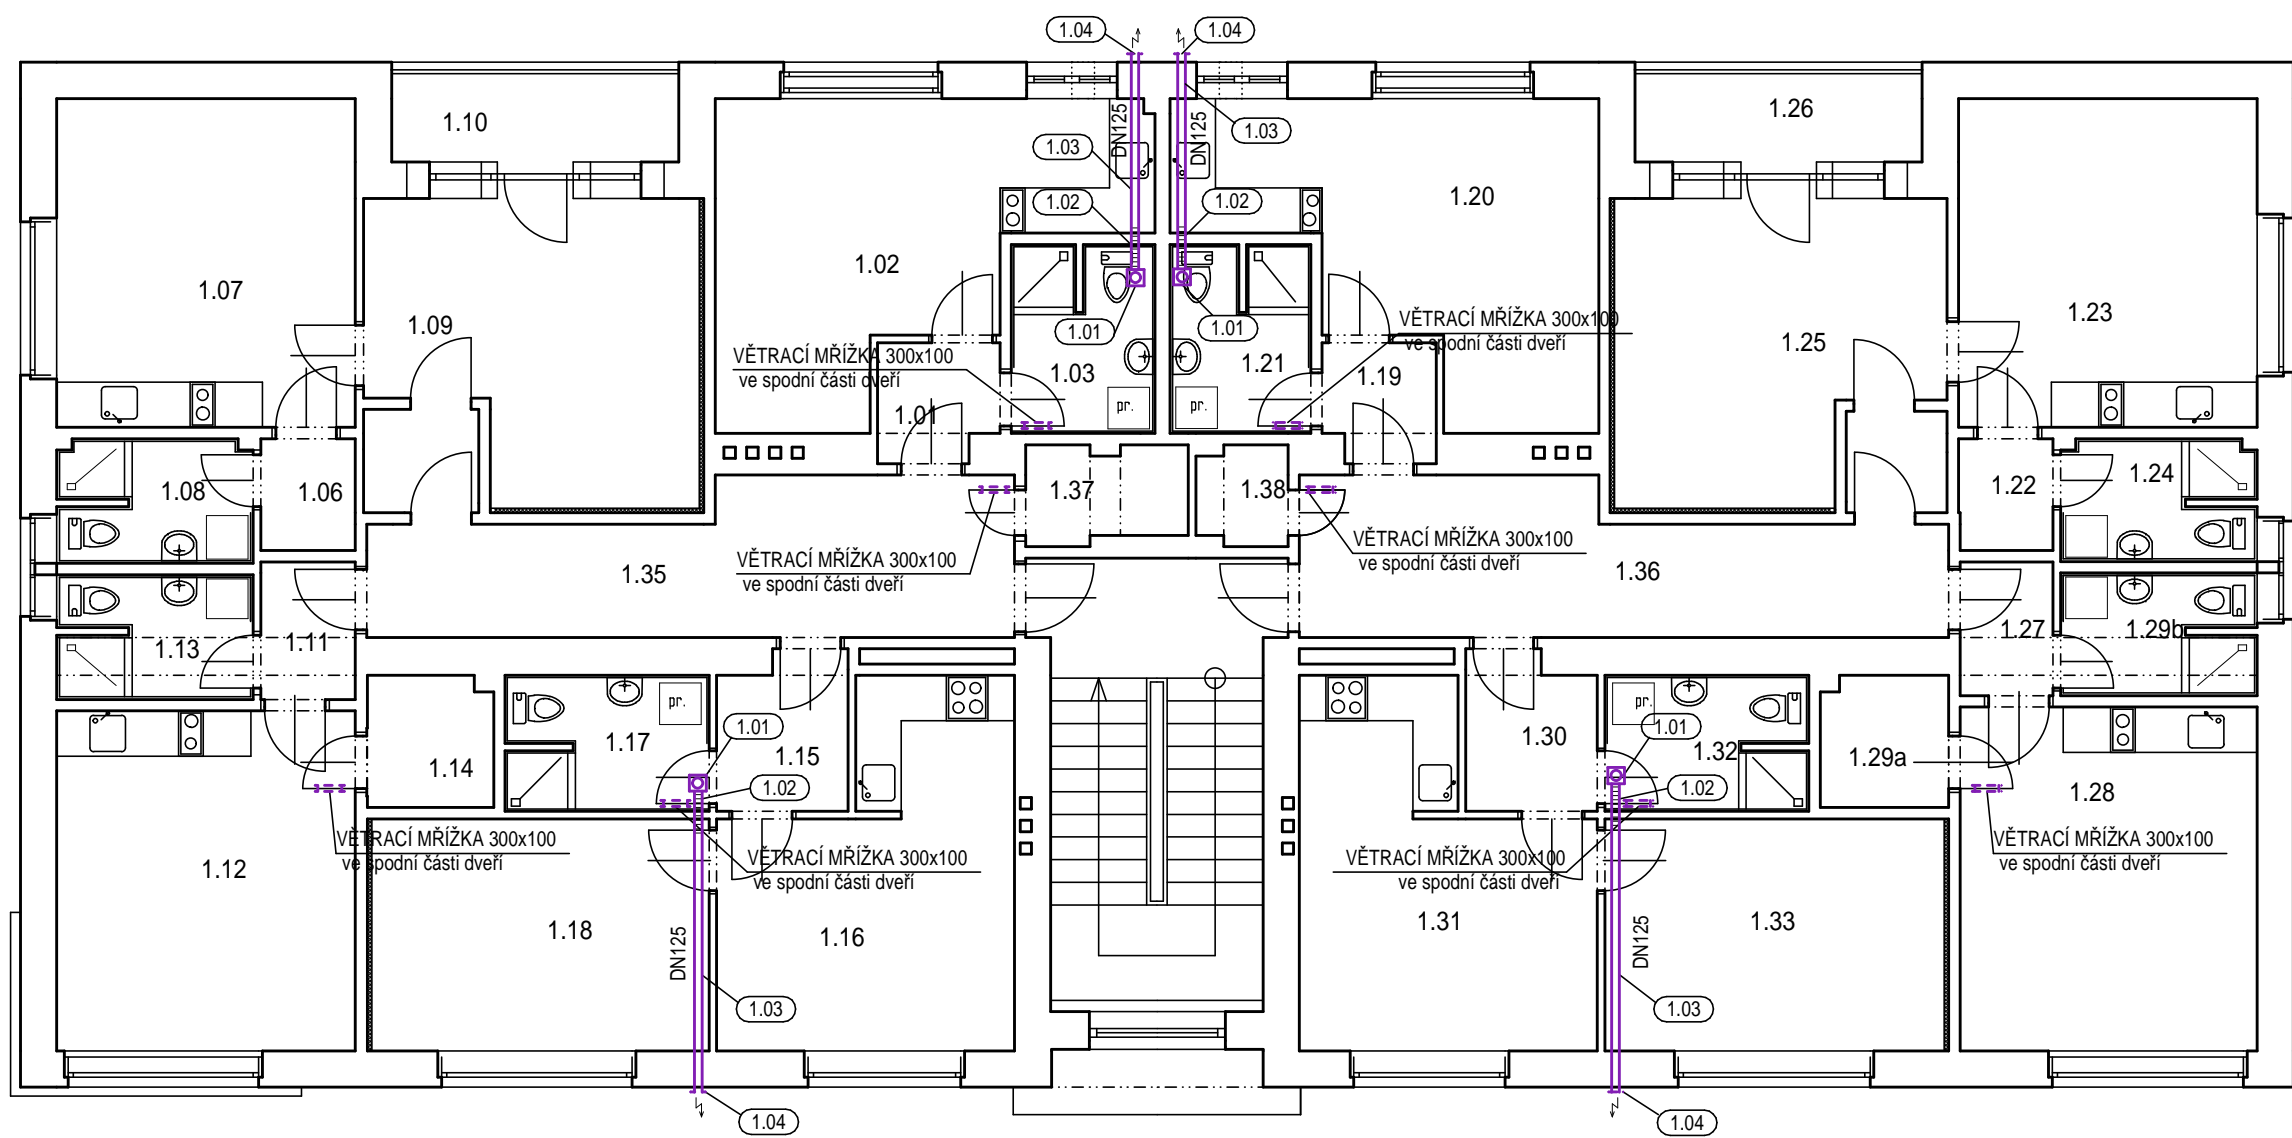 1.04
1.04
1.10
DN125
DN125
1.03
1.03
1.26
1.02
1.02
1.20
1.07
1.02
1.09
1.01
1.01
VĚTRACÍ MŘÍŽKA 300x100
ve spodní části dveří
1.25
1.23
VĚTRACÍ MŘÍŽKA 300x100
ve spodní části dveří
1.03
1.21
1.19
1.01
pr.
pr.
1.08
1.06
1.37
1.38
1.22
1.24
VĚTRACÍ MŘÍŽKA 300x100
ve spodní části dveří
VĚTRACÍ MŘÍŽKA 300x100
ve spodní části dveří
1.35
1.36
1.13
1.11
1.27
1.29b
pr.
pr.
1.17
1.01
1.15
1.14
1.02
1.30
1.01
1.32
1.02
1.29a
1.28
VĚTRACÍ MŘÍŽKA 300x100
ve spodní části dveří
VĚTRACÍ MŘÍŽKA 300x100
ve spodní části dveří
VĚTRACÍ MŘÍŽKA 300x100
ve spodní části dveří
VĚTRACÍ MŘÍŽKA 300x100
ve spodní části dveří
1.12
1.18
DN125
1.16
1.31
DN125
1.33
1.03
1.03
1.04
1.04